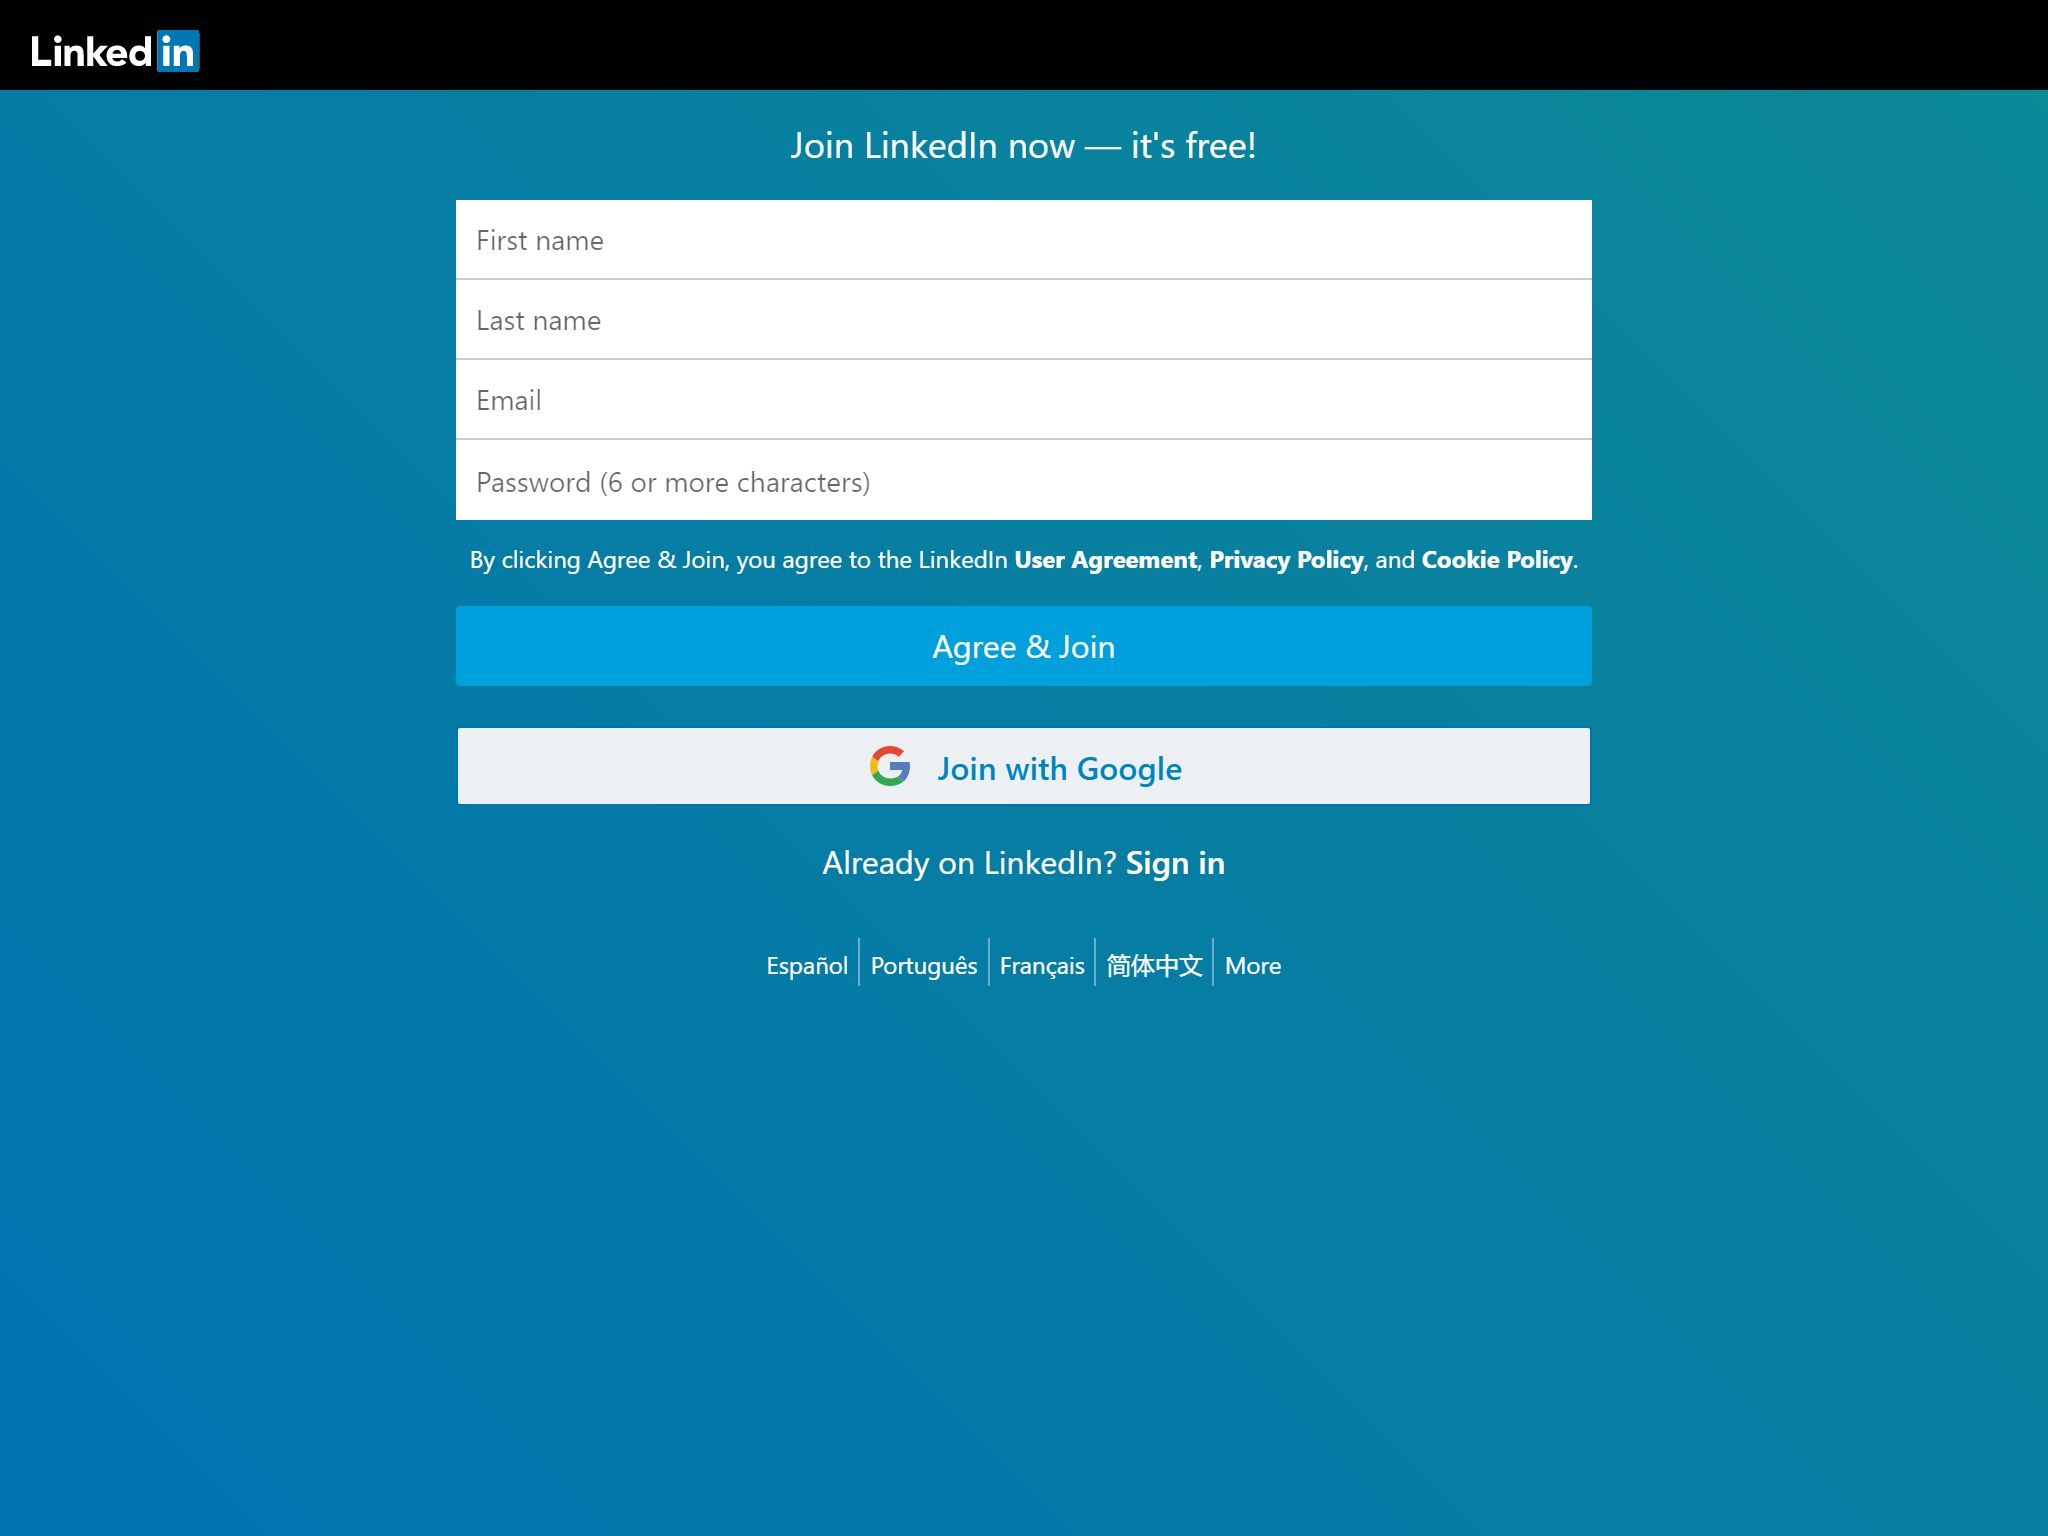 Linkedin
Join LinkedIn now — it's free!
First name
Last name
Email
Password (6 or more characters)
By clicking Agree & Join, you agree to the LinkedIn User Agreement, Privacy Policy, and Cookie Policy.
Agree & Join
Join with Google
Already on LinkedIn? Sign in
Español Português Français 简体中文 More